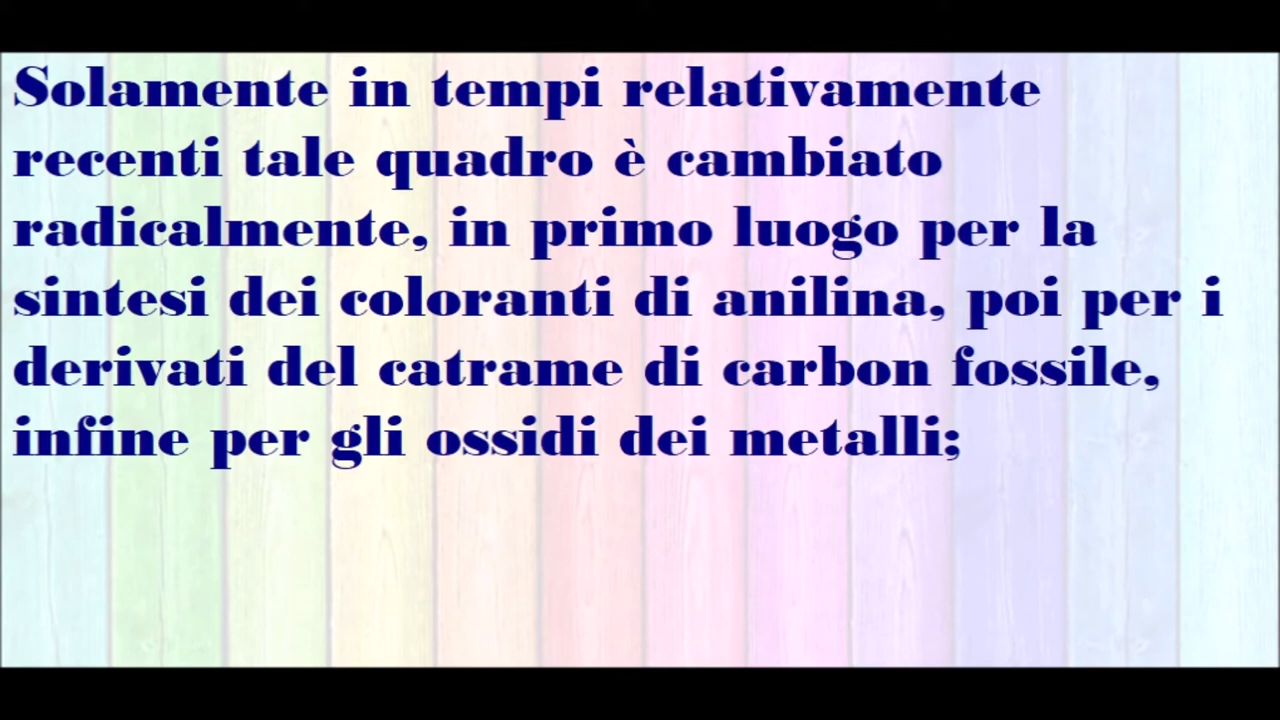 Solamente in tempi relativamente
recenti tale quadro è cambiato
radicalmente, in primo luogo per la
sintesi dei coloranti di anilina, poi per i
derivati del catrame di carbon fossile,
infine per gli ossidi dei metalli;